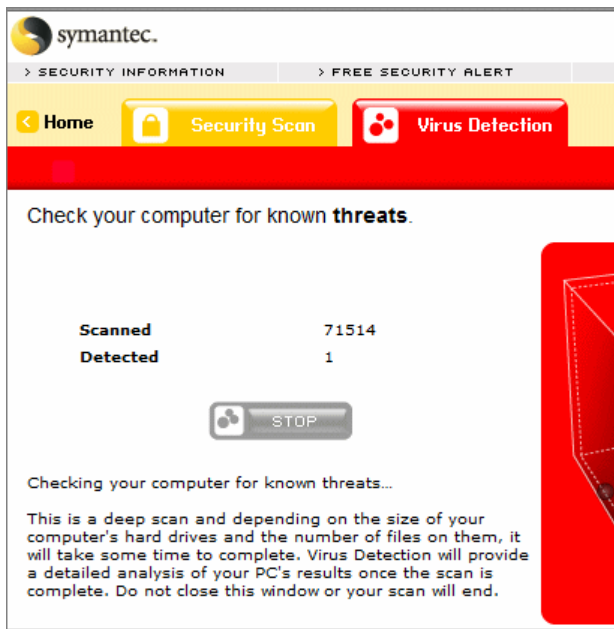 symantec.
> SECURITY INFORMATION > FREE SECURITY ALERT
< Home Security Scan Virus Detection
Check your computer for known threats.
Scanned 71514
Detected 1
STOP
Checking your computer for known threats...
This is a deep scan and depending on the size of your
computer's hard drives and the number of files on them, it
will take some time to complete. Virus Detection will provide
a detailed analysis of your PC's results once the scan is
complete. Do not close this window or your scan will end.